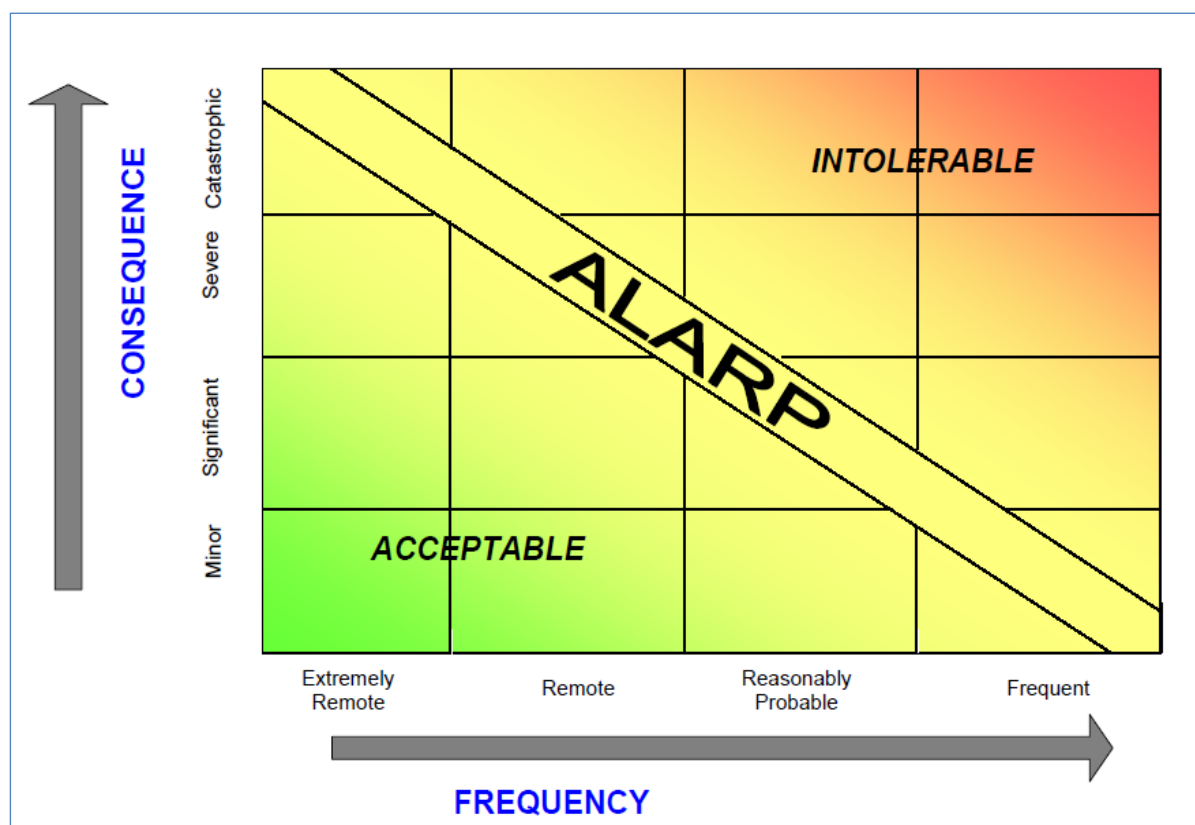 CONSEQUENCE
Catastrophic
Severe
Significant
Minor
INTOLERABLE
ALARP
ACCEPTABLE
Extremely
Remote
Remote
Reasonably
Probable
Frequent
FREQUENCY